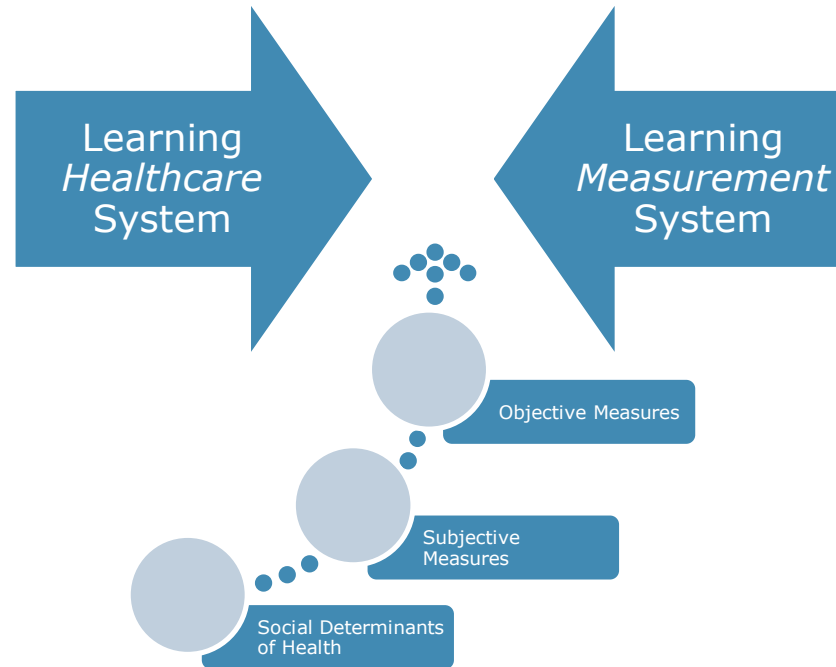 Learning
Healthcare
System
Learning
Measurement
System
Objective Measures
Subjective
Measures
Social Determinants
of Health